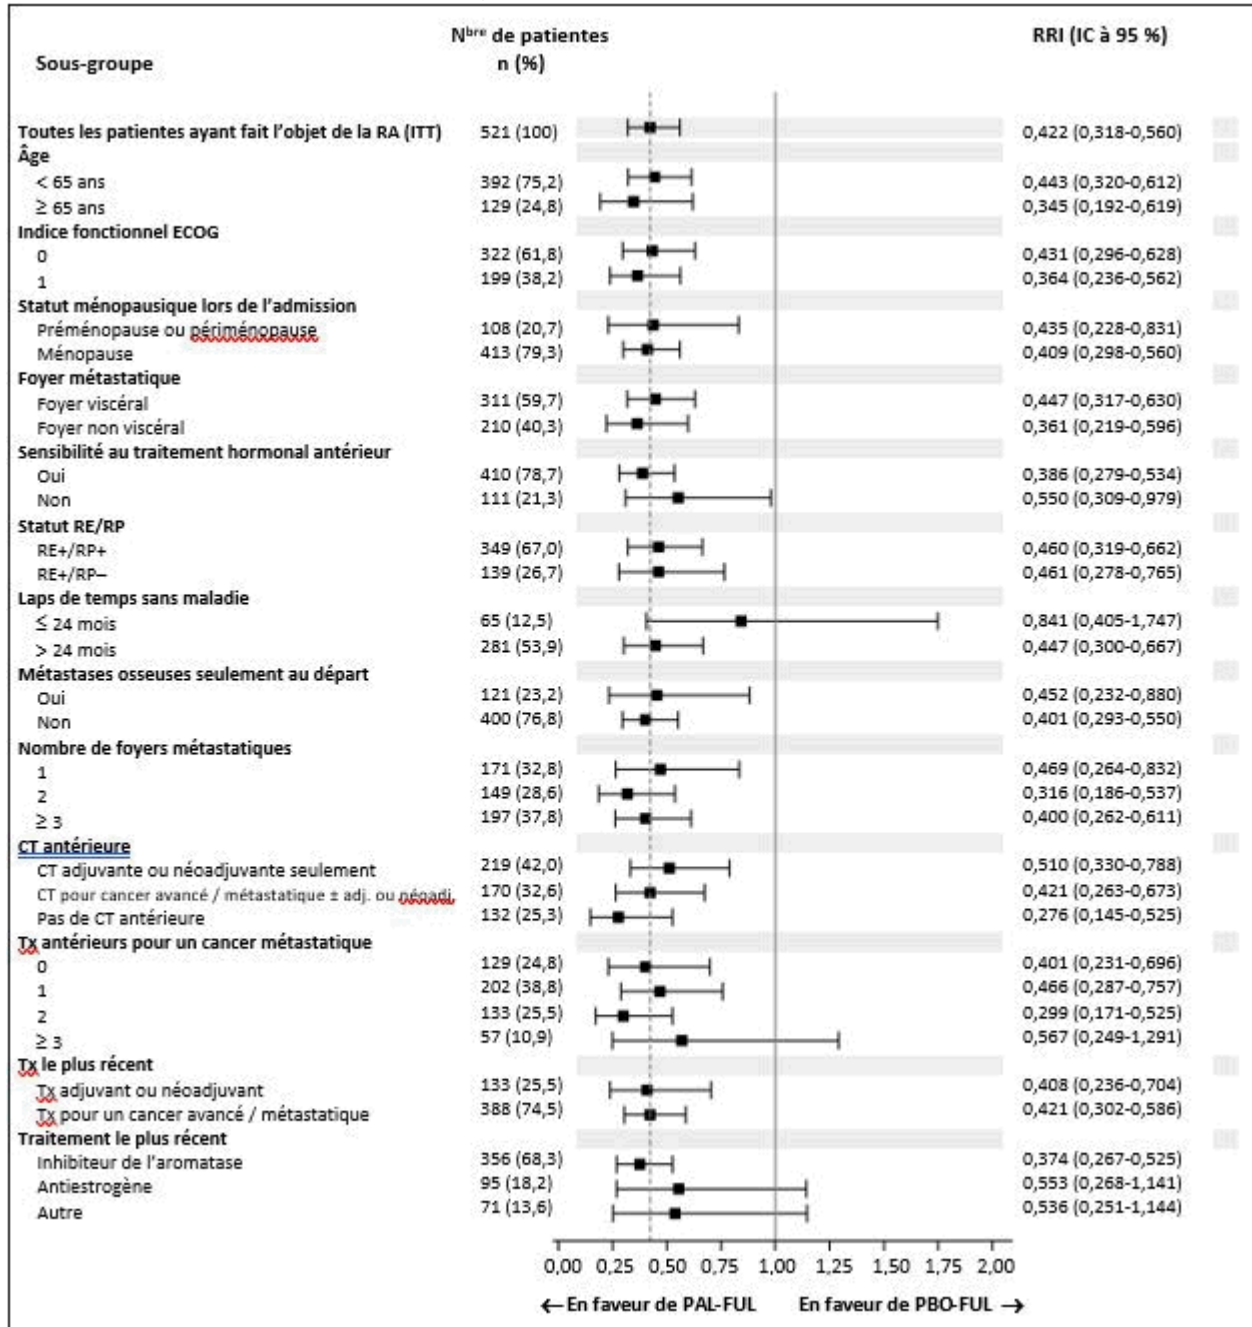 Sous-groupe Nbre de patientes n (%) RRI (IC à 95 %)
Toutes les patientes ayant fait l’objet de la RA (ITT) 521 (100) 0,422 (0,318-0,560)
Âge
< 65 ans 392 (75,2) 0,443 (0,320-0,612)
≥ 65 ans 129 (24,8) 0,345 (0,192-0,619)
Indice fonctionnel ECOG
0 322 (61,8) 0,431 (0,296-0,628)
1 199 (38,2) 0,364 (0,236-0,562)
Statut ménopausique lors de l’admission
Préménopause ou périménopause 108 (20,7) 0,435 (0,228-0,831)
Ménopause 413 (79,3) 0,409 (0,298-0,560)
Foyer métastatique
Foyer viscéral 311 (59,7) 0,447 (0,317-0,630)
Foyer non viscéral 210 (40,3) 0,361 (0,219-0,596)
Sensibilité au traitement hormonal antérieur
Oui 410 (78,7) 0,386 (0,279-0,534)
Non 111 (21,3) 0,550 (0,309-0,979)
Statut RE/RP
RE+/RP+ 349 (67,0) 0,460 (0,319-0,662)
RE+/RP– 139 (26,7) 0,461 (0,278-0,765)
Laps de temps sans maladie
≤ 24 mois 65 (12,5) 0,841 (0,405-1,747)
> 24 mois 281 (53,9) 0,447 (0,300-0,667)
Métastases osseuses seulement au départ
Oui 121 (23,2) 0,452 (0,232-0,880)
Non 400 (76,8) 0,401 (0,293-0,550)
Nombre de foyers métastatiques
1 171 (32,8) 0,469 (0,264-0,832)
2 149 (28,6) 0,316 (0,186-0,537)
≥ 3 197 (37,8) 0,400 (0,262-0,611)
CT antérieure
CT adjuvante ou néoadjuvante seulement 219 (42,0) 0,510 (0,330-0,788)
CT pour cancer avancé / métastatique ± adj. ou néoadj. 170 (32,6) 0,421 (0,263-0,673)
Pas de CT antérieure 132 (25,3) 0,276 (0,145-0,525)
Tx antérieurs pour un cancer métastatique
0 129 (24,8) 0,401 (0,231-0,696)
1 202 (38,8) 0,466 (0,287-0,757)
2 133 (25,5) 0,299 (0,171-0,525)
≥ 3 57 (10,9) 0,567 (0,249-1,291)
Tx le plus récent
Tx adjuvant ou néoadjuvant 133 (25,5) 0,408 (0,236-0,704)
Tx pour un cancer avancé / métastatique 388 (74,5) 0,421 (0,302-0,586)
Traitement le plus récent
Inhibiteur de l’aromatase 356 (68,3) 0,374 (0,267-0,525)
Antiestrogène 95 (18,2) 0,553 (0,268-1,141)
Autre 71 (13,6) 0,536 (0,251-1,144)
0,00 0,25 0,50 0,75 1,00 1,25 1,50 1,75 2,00
← En faveur de PAL-FUL En faveur de PBO-FUL →